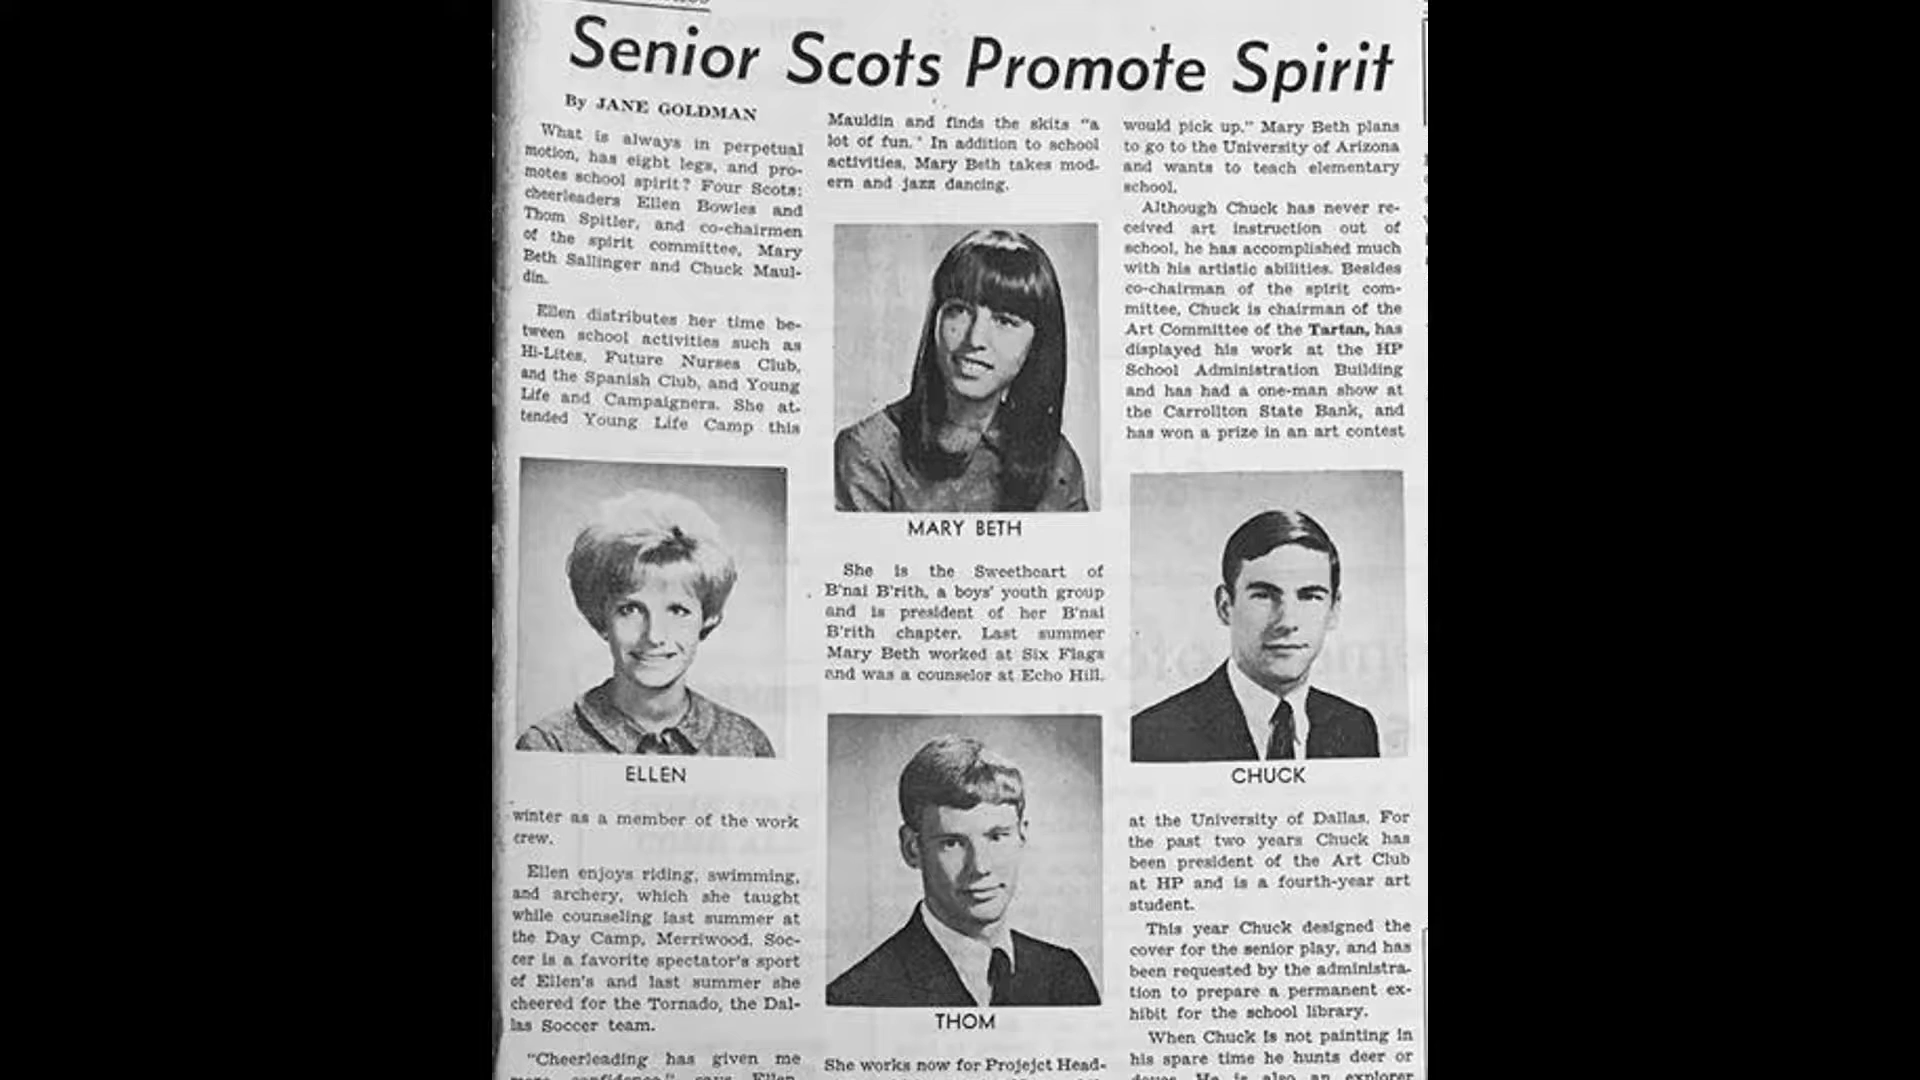 Senior Scots Promote Spirit
By JANE GOLDMAN
What is always in perpetual
motion, has eight legs, and pro-
motes school spirit? Four Scots:
cheerleaders Ellen Bowles and
Thom Spitler, and co-chairmen
of the spirit committee, Mary
Beth Sallinger and Chuck Maul-
din.
Ellen distributes her time be-
tween school activities such as
Hi-Lites, Future Nurses Club,
and the Spanish Club, and Young
Life and Campaigners. She at-
tended Young Life Camp this
ELLEN
winter as a member of the work
crew.
Ellen enjoys riding, swimming,
and archery, which she taught
while counseling last summer at
the Day Camp, Merriwood. Soc-
cer is a favorite spectator's sport
of Ellen's and last summer she
cheered for the Tornado, the Dal-
las Soccer team.
"Cheerleading has given me
Mauldin and finds the skits "a
lot of fun." In addition to school
activities, Mary Beth takes mod-
ern and jazz dancing.
MARY BETH
She is the Sweetheart of
B'nai B'rith, a boys' youth group
and is president of her B'nai
B'rith chapter. Last summer
Mary Beth worked at Six Flags
and was a counselor at Echo Hill.
THOM
She works now for Projejct Head-
would pick up." Mary Beth plans
to go to the University of Arizona
and wants to teach elementary
school.
Although Chuck has never re-
ceived art instruction out of
school, he has accomplished much
with his artistic abilities. Besides
co-chairman of the spirit com-
mittee, Chuck is chairman of the
Art Committee of the Tartan, has
displayed his work at the HP
School Administration Building
and has had a one-man show at
the Carrollton State Bank, and
has won a prize in an art contest
CHUCK
at the University of Dallas. For
the past two years Chuck has
been president of the Art Club
at HP and is a fourth-year art
student.
This year Chuck designed the
cover for the senior play, and has
been requested by the administra-
tion to prepare a permanent ex-
hibit for the school library.
When Chuck is not painting in
his spare time he hunts deer or
He is also an explorer